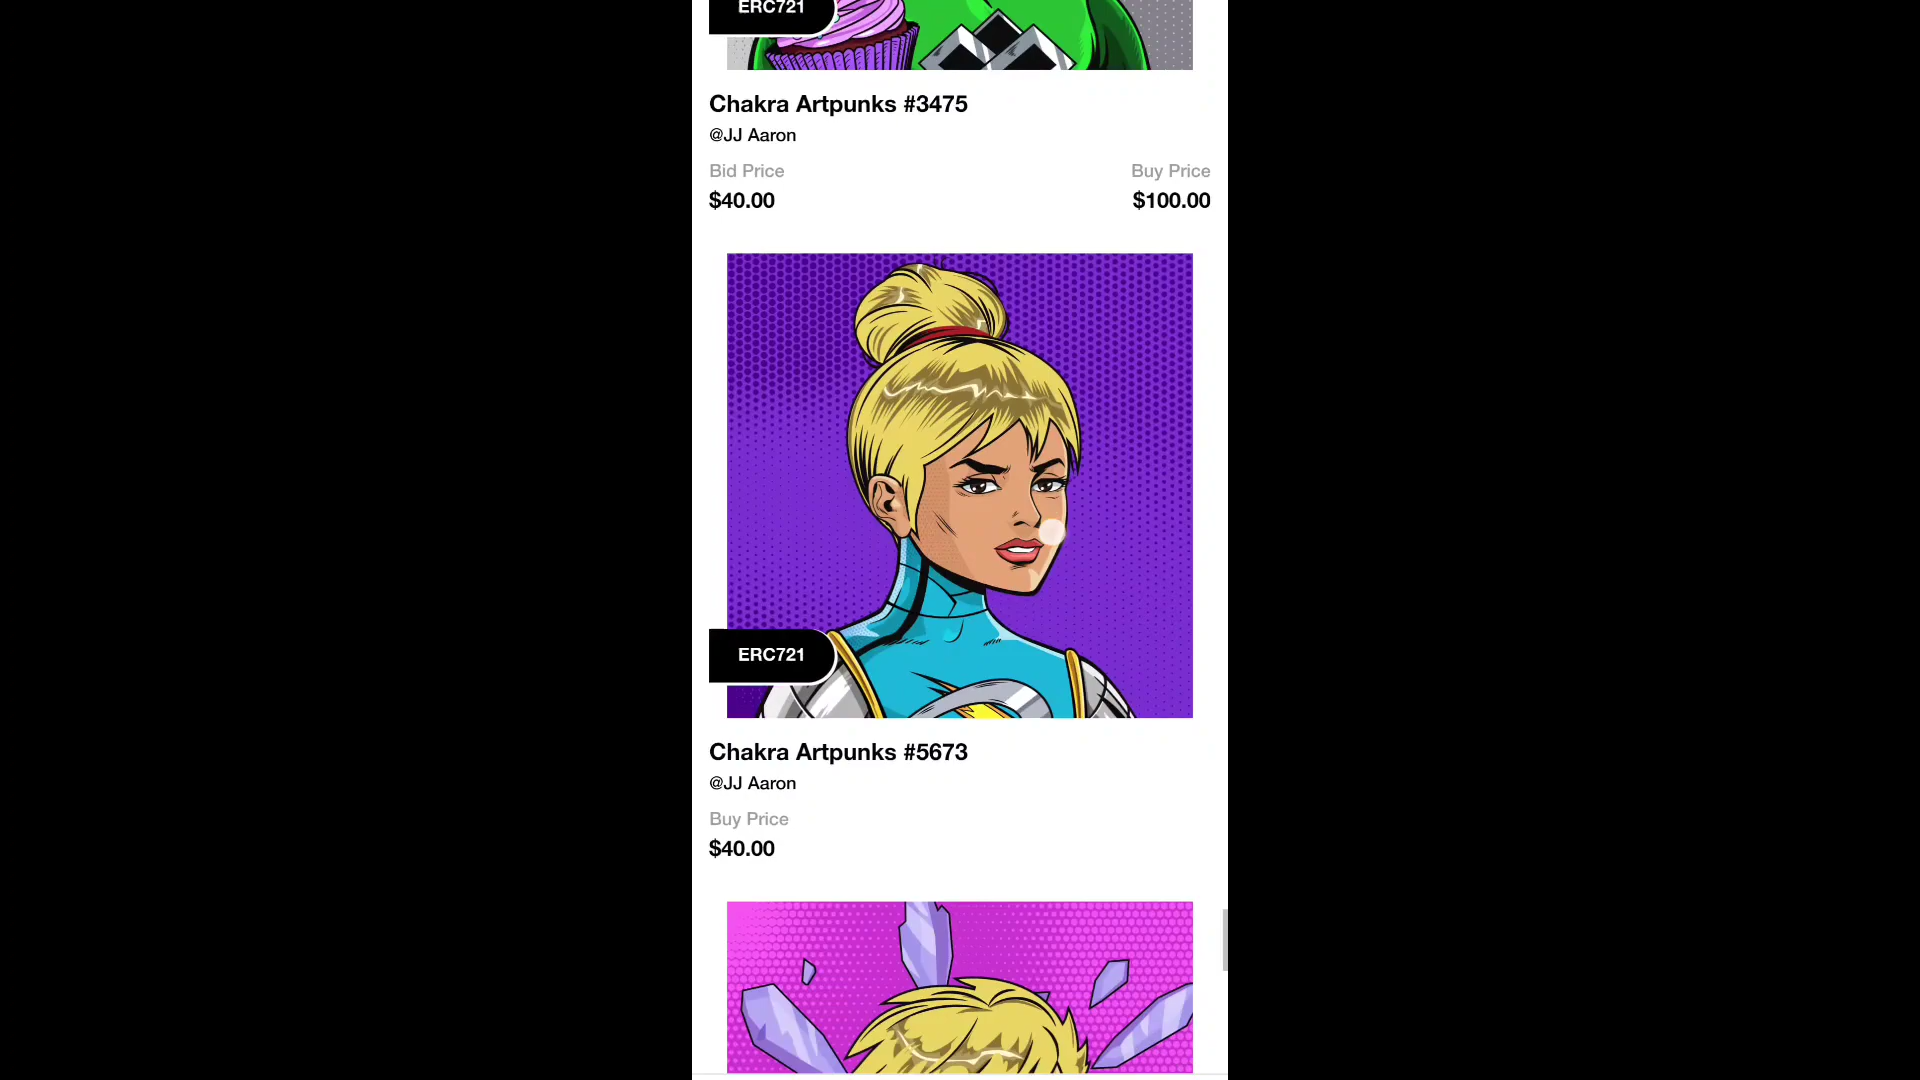 ERC721
Chakra Artpunks #3475
@JJ Aaron
Bid Price
Buy Price
$40.00
$100.00
ERC721
Chakra Artpunks #5673
@JJ Aaron
Buy Price
$40.00